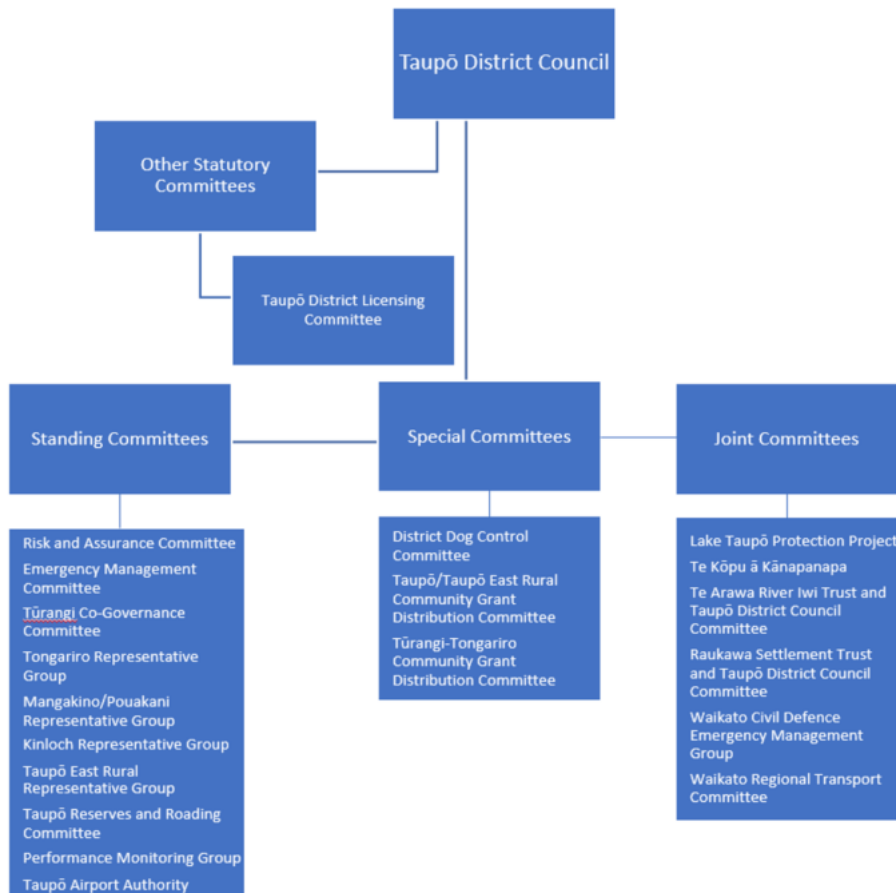 Taupō District Council
Other Statutory
Committees
Taupō District Licensing
Committee
Standing Committees
Special Committees
Joint Committees
Risk and Assurance Committee
Emergency Management
Committee
Tūrangi Co-Governance
Committee
Tongariro Representative
Group
Mangakino/Pouakani
Representative Group
Kinloch Representative Group
Taupō East Rural
Representative Group
Taupō Reserves and Roading
Committee
Performance Monitoring Group
Taupō Airport Authority
District Dog Control
Committee
Taupō/Taupō East Rural
Community Grant
Distribution Committee
Tūrangi-Tongariro
Community Grant
Distribution Committee
Lake Taupō Protection Project
Te Kōpu ā Kānapanapa
Te Arawa River Iwi Trust and
Taupō District Council
Committee
Raukawa Settlement Trust
and Taupō District Council
Committee
Waikato Civil Defence
Emergency Management
Group
Waikato Regional Transport
Committee